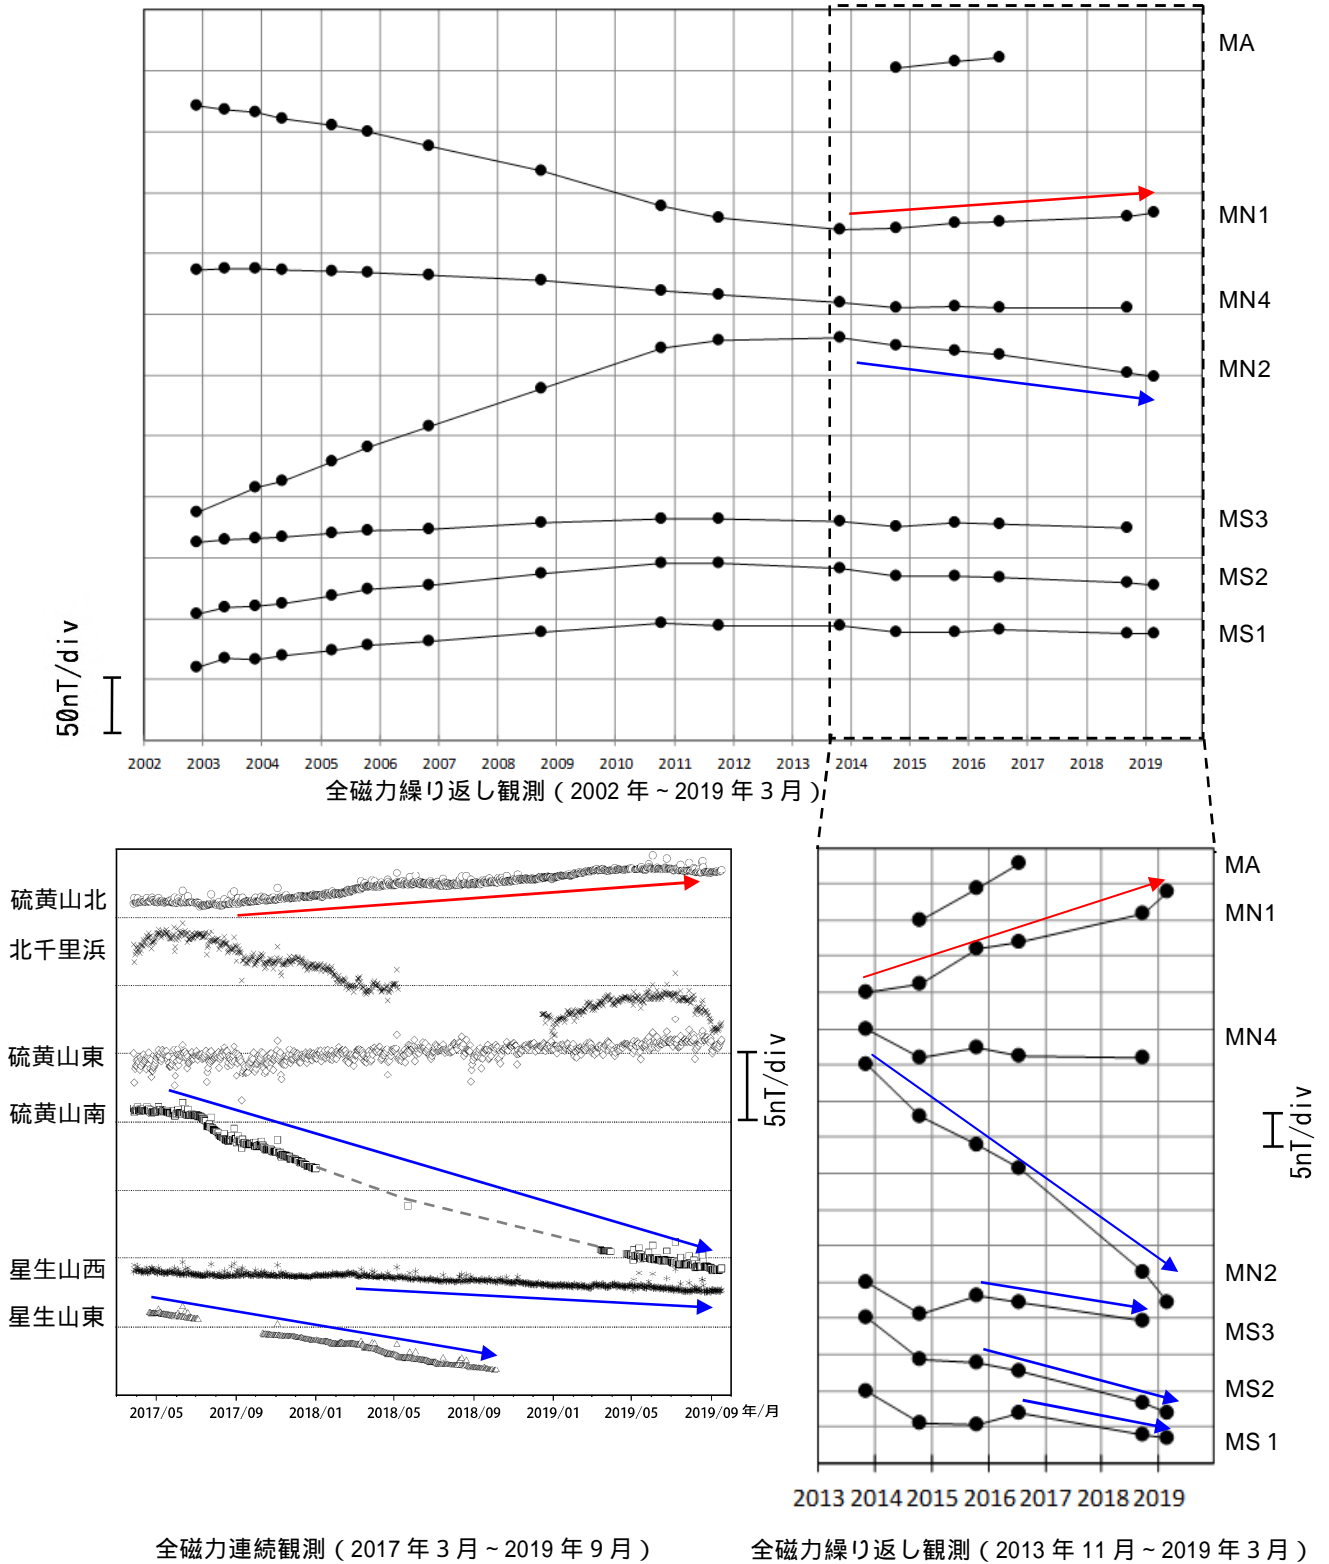 MA
MN1
MN4
MN2
MS3
MS2
MS1
50nT/div
2002 2003 2004 2005 2006 2007 2008 2009 2010 2011 2012 2013 2014 2015 2016 2017 2018 2019
全磁力繰り返し観測（2002 年～2019 年 3 月）
硫黄山北
北千里浜
硫黄山東
硫黄山南
星生山西
星生山東
5nT/div
2017/05 2017/09 2018/01 2018/05 2018/09 2019/01 2019/05 2019/09 年/月
全磁力連続観測（2017 年 3 月～2019 年 9 月）
MA
MN1
MN4
5nT/div
MN2
MS3
MS2
MS 1
2013 2014 2015 2016 2017 2018 2019
全磁力繰り返し観測（2013 年 11 月～2019 年 3 月）